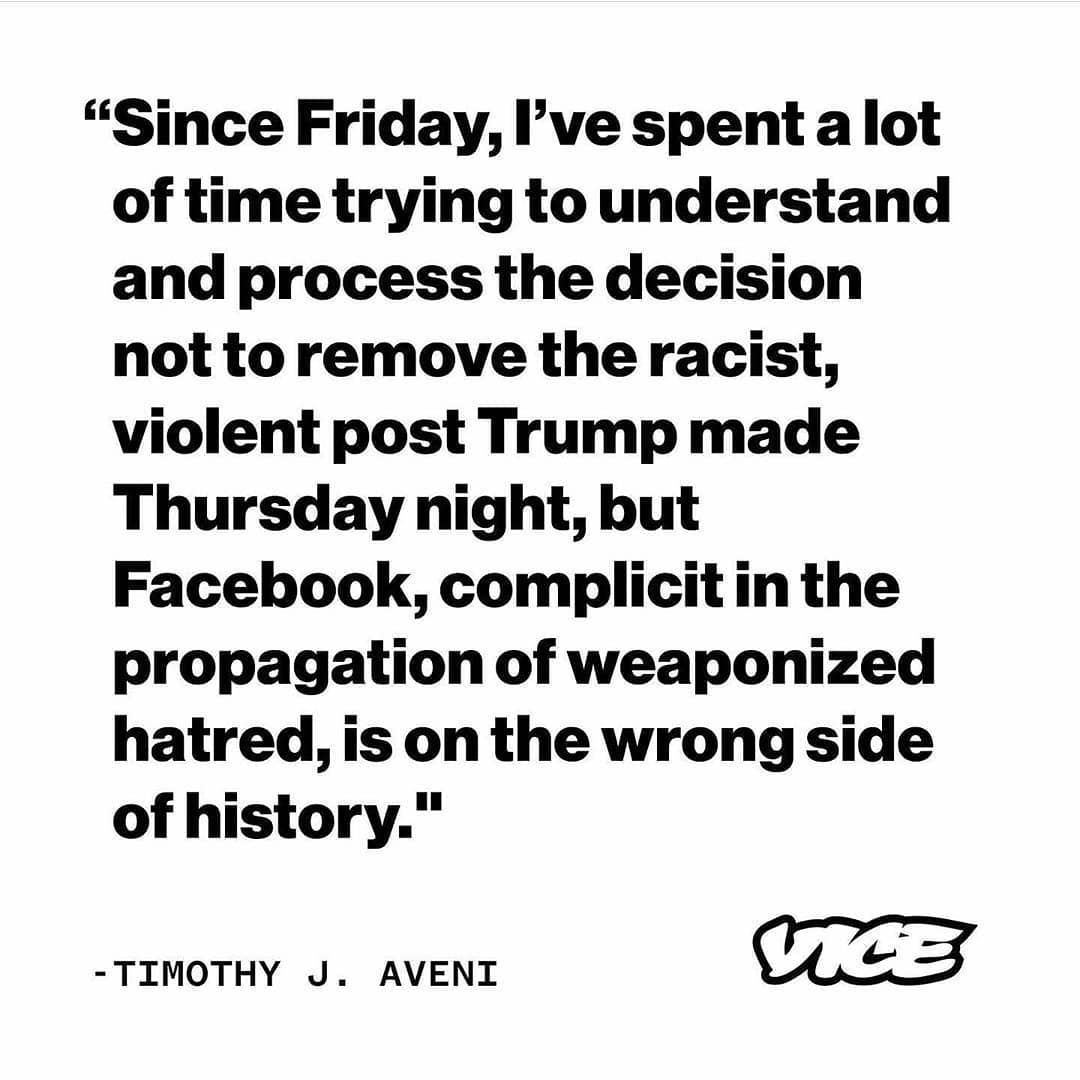 “Since Friday, I’ve spent a lot
of time trying to understand
and process the decision
not to remove the racist,
violent post Trump made
Thursday night, but
Facebook, complicit in the
propagation of weaponized
hatred, is on the wrong side
of history."
-TIMOTHY J. AVENI
VICE